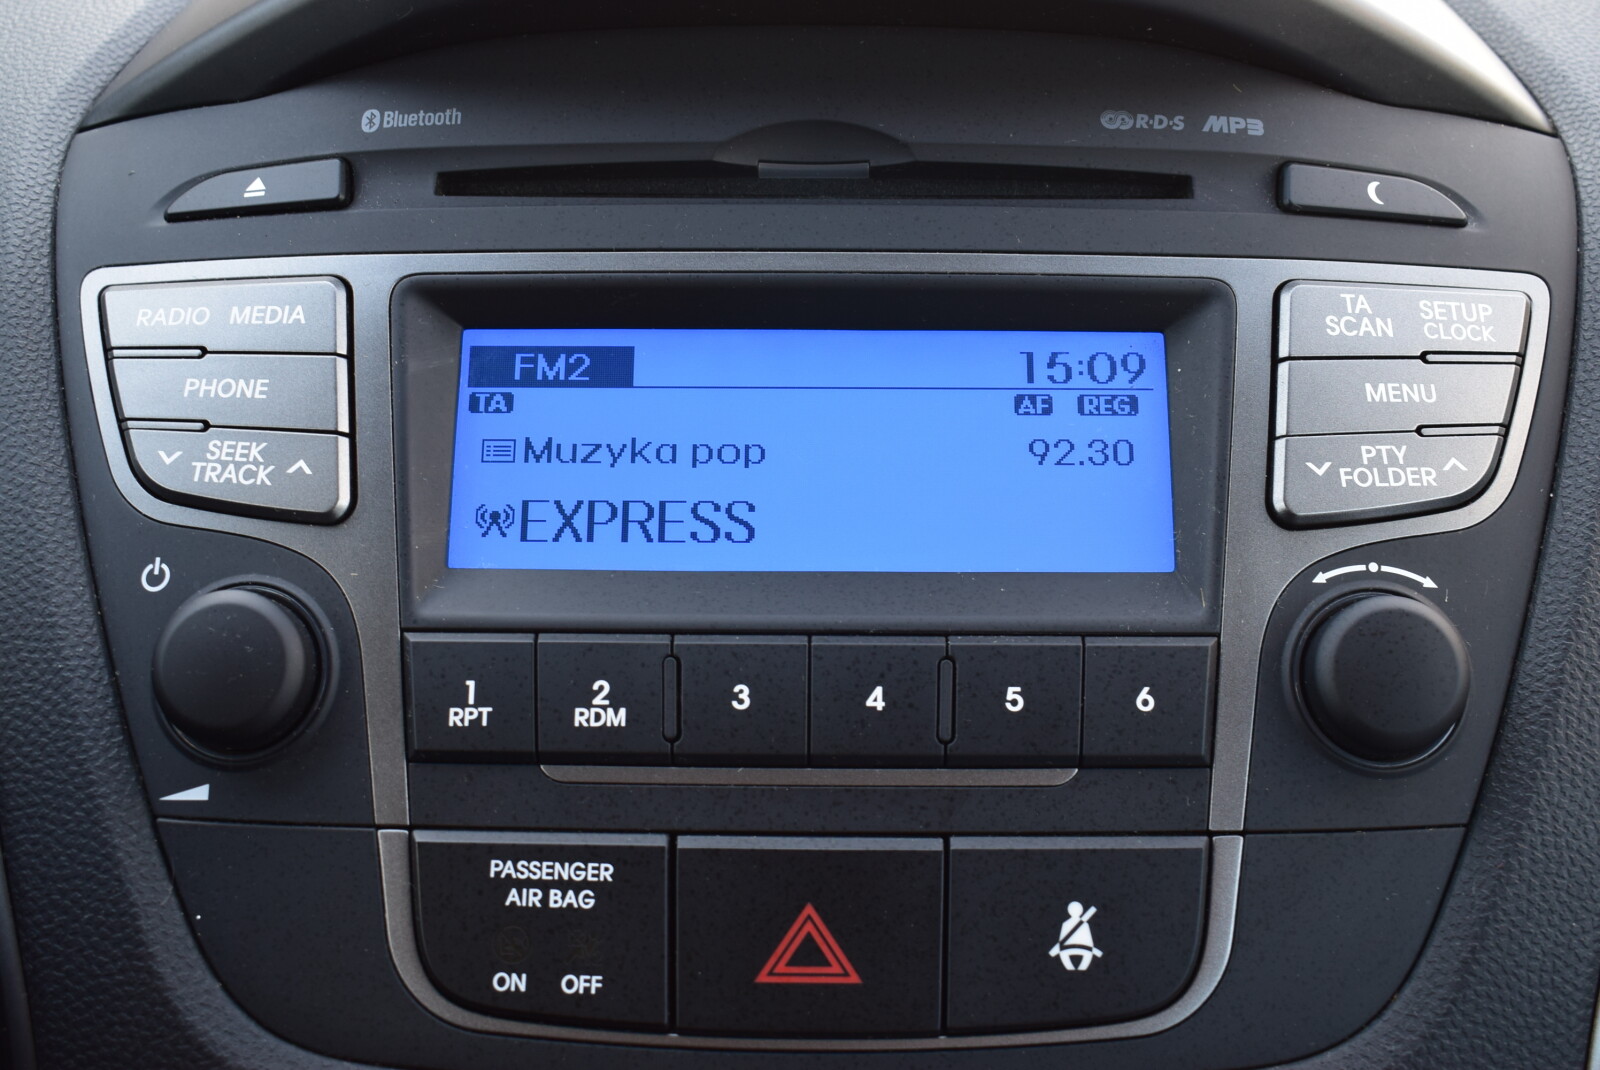 Bluetooth
R·D·S MP3
RADIO MEDIA
PHONE
SEEK
TRACK
FM2 15:09
TA AF REG.
Muzyka pop 92.30
EXPRESS
TA
SCAN
SETUP
CLOCK
MENU
PTY
FOLDER
1
RPT
2
RDM
3
4
5
6
PASSENGER
AIR BAG
ON OFF